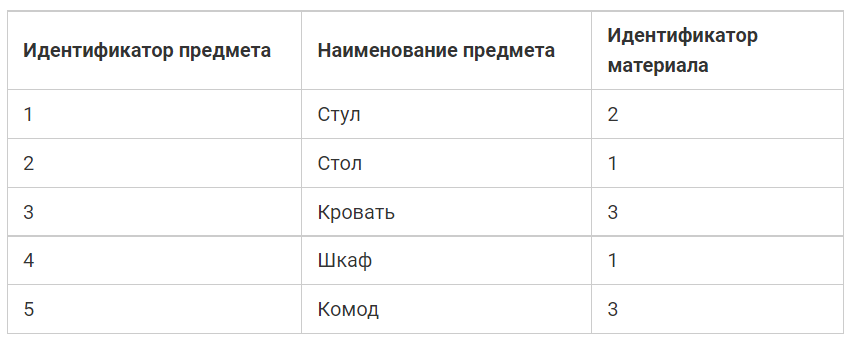 Идентификатор предмета Наименование предмета Идентификатор материала
1 Стул 2
2 Стол 1
3 Кровать 3
4 Шкаф 1
5 Комод 3